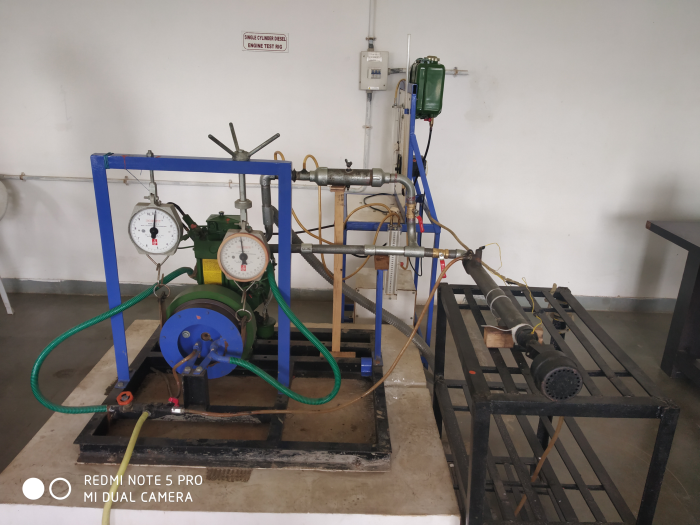 SINGLE CYLINDER DIESEL
ENGINE TEST RIG
REDMI NOTE 5 PRO
MI DUAL CAMERA